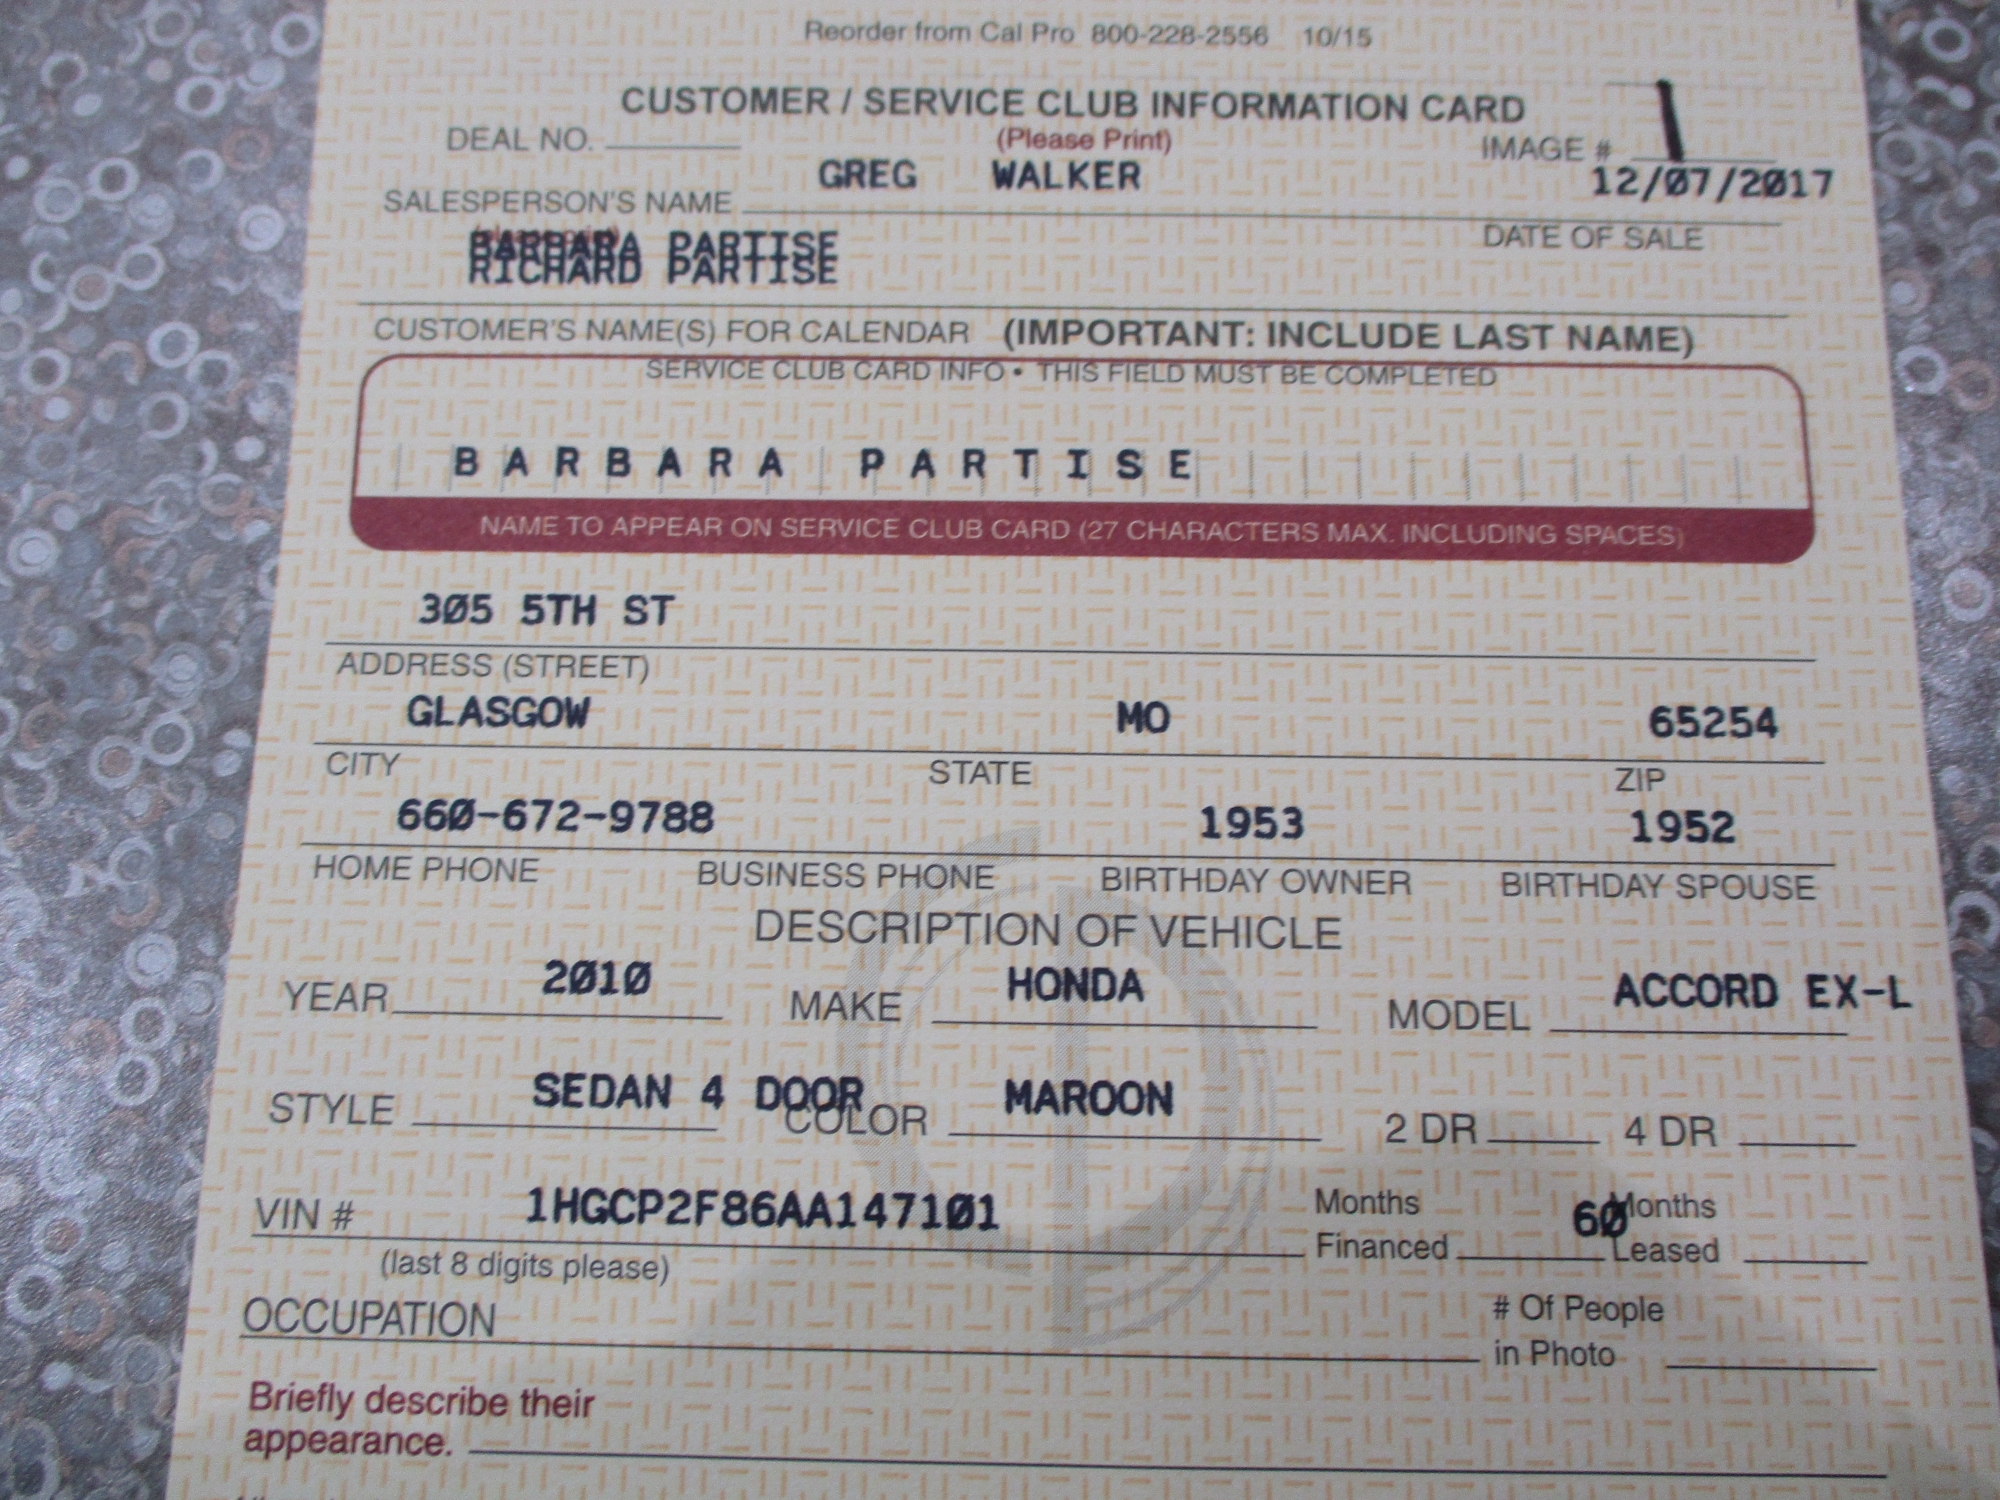 Reorder from Cal Pro 800-228-2556 10/15
CUSTOMER / SERVICE CLUB INFORMATION CARD
DEAL NO. (Please Print) IMAGE # 1
GREG WALKER 12/07/2017
SALESPERSON'S NAME DATE OF SALE
BARBARA PARTISE
RICHARD PARTISE
CUSTOMER'S NAME(S) FOR CALENDAR (IMPORTANT: INCLUDE LAST NAME)
SERVICE CLUB CARD INFO • THIS FIELD MUST BE COMPLETED
BARBARA PARTISE
NAME TO APPEAR ON SERVICE CLUB CARD (27 CHARACTERS MAX. INCLUDING SPACES)
305 5TH ST
ADDRESS (STREET)
GLASGOW MO 65254
CITY STATE ZIP
660-672-9788 1953 1952
HOME PHONE BUSINESS PHONE BIRTHDAY OWNER BIRTHDAY SPOUSE
DESCRIPTION OF VEHICLE
YEAR 2010 MAKE HONDA MODEL ACCORD EX-L
STYLE SEDAN 4 DOOR COLOR MAROON 2 DR 4 DR
VIN # 1HGCP2F86AA147101 Months Financed 60 Months Leased
(last 8 digits please)
OCCUPATION # Of People in Photo
Briefly describe their
appearance.